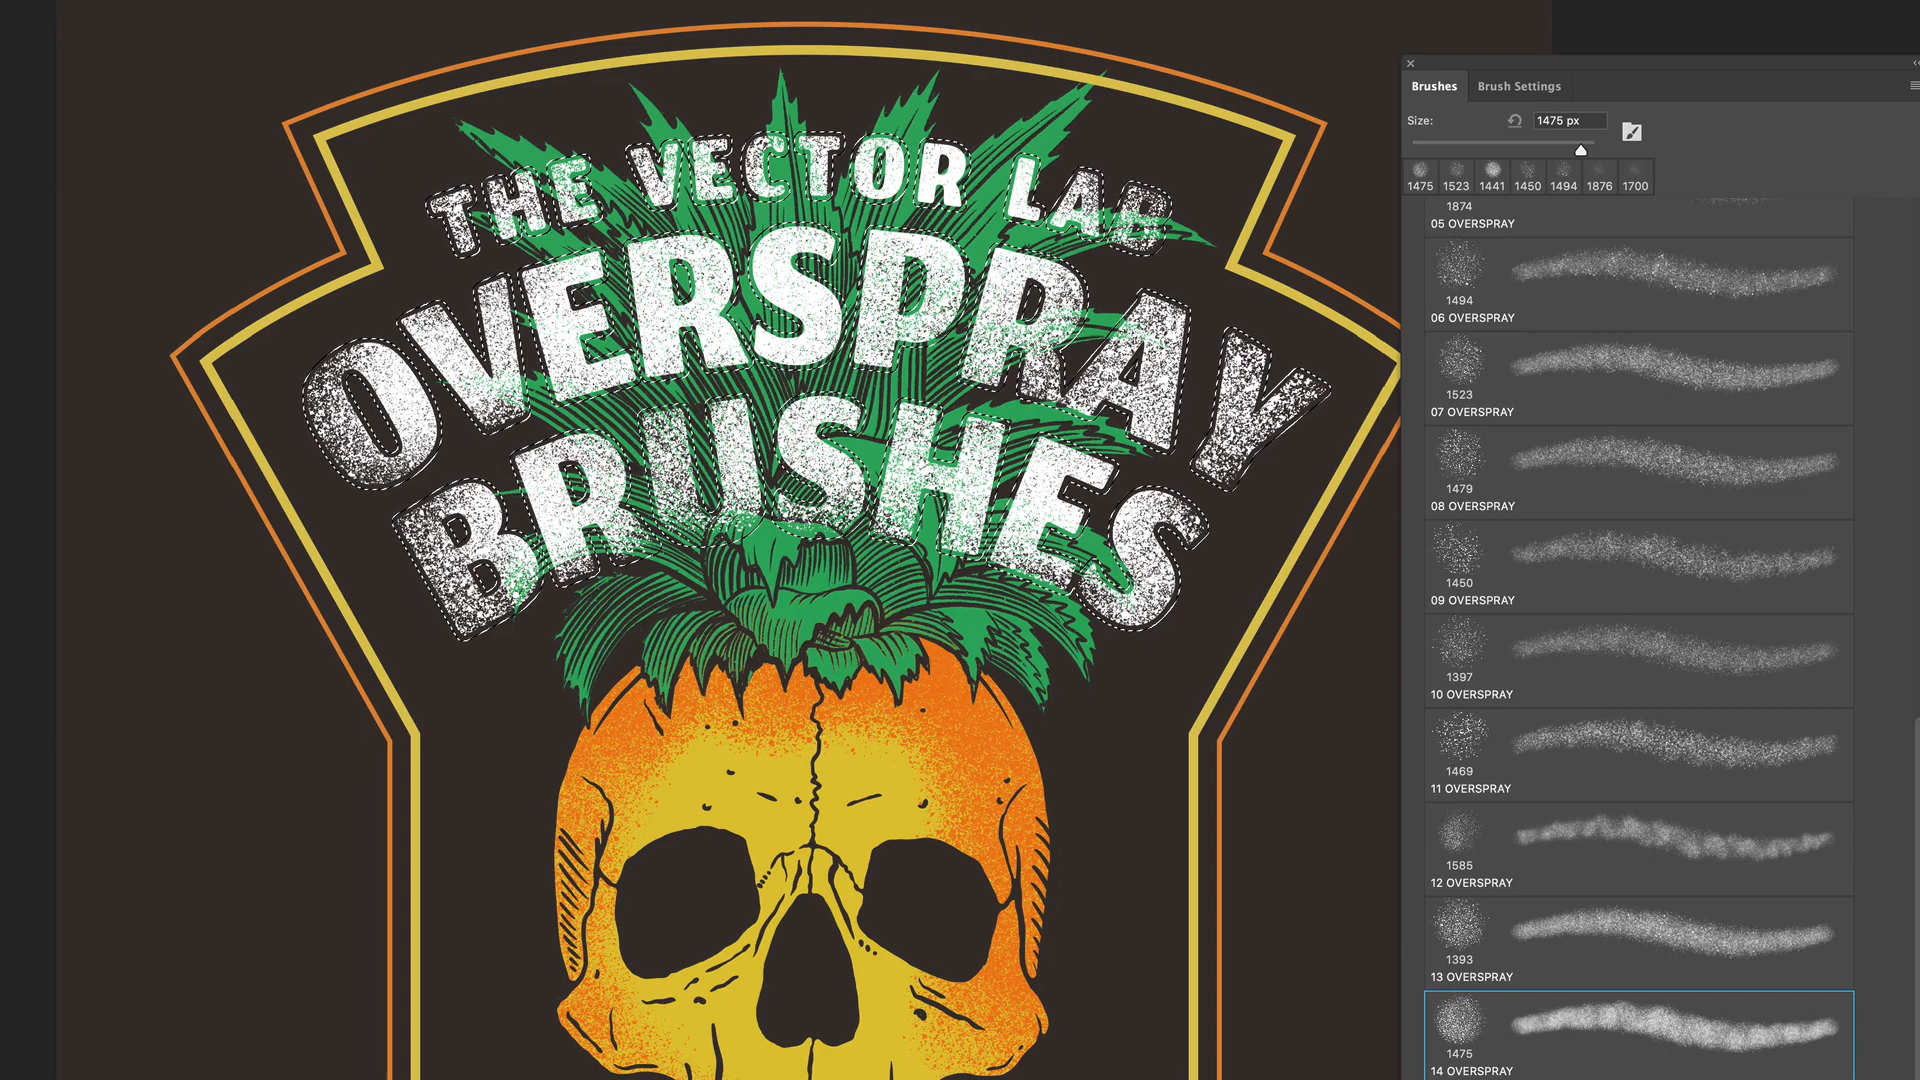 THE VECTOR LAB
OVERSPRAY
BRUSHES
Brushes
Brush Settings
Size:
1475 px
1475 1523 1441 1450 1494 1876 1700
1874
05 OVERSPRAY
1494
06 OVERSPRAY
1523
07 OVERSPRAY
1479
08 OVERSPRAY
1450
09 OVERSPRAY
1397
10 OVERSPRAY
1469
11 OVERSPRAY
1585
12 OVERSPRAY
1393
13 OVERSPRAY
1475
14 OVERSPRAY